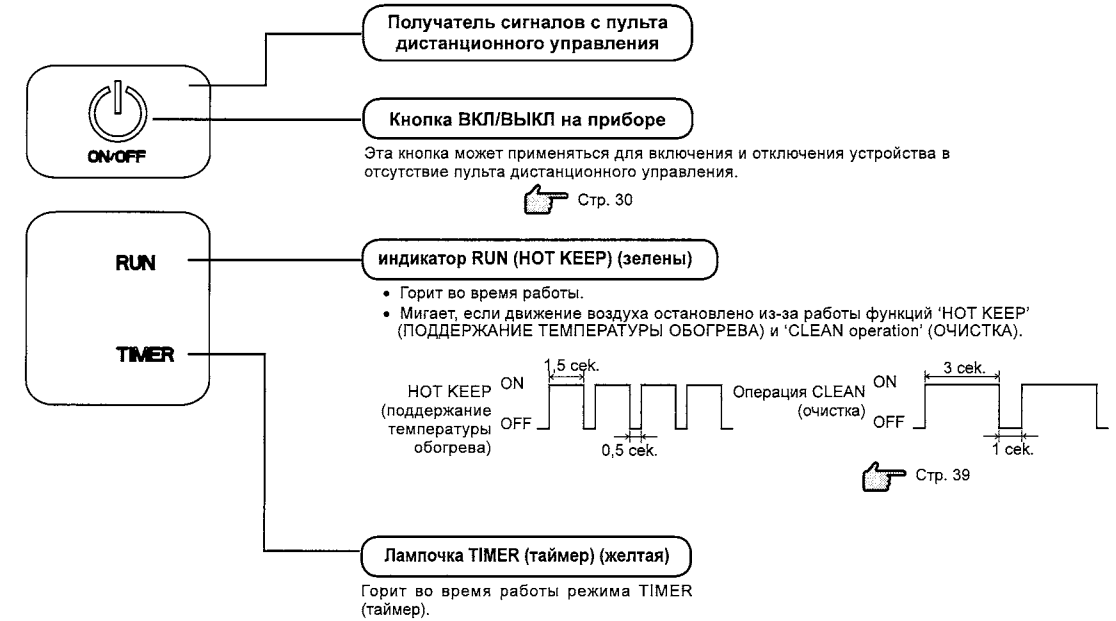 Получатель сигналов с пульта
дистанционного управления
ON/OFF
Кнопка ВКЛ/ВЫКЛ на приборе
Эта кнопка может применяться для включения и отключения устройства в
отсутствие пульта дистанционного управления.
Стр. 30
RUN
индикатор RUN (HOT KEEP) (зелены)
• Горит во время работы.
• Мигает, если движение воздуха остановлено из-за работы функций ‘HOT KEEP’
(ПОДДЕРЖАНИЕ ТЕМПЕРАТУРЫ ОБОГРЕВА) и ‘CLEAN operation’ (ОЧИСТКА).
TIMER
HOT KEEP
(поддержание
температуры
обогрева)
ON
OFF
1,5 сек.
0,5 сек.
Операция CLEAN
(очистка)
ON
OFF
3 сек.
1 сек.
Стр. 39
Лампочка TIMER (таймер) (желтая)
Горит во время работы режима TIMER
(таймер).